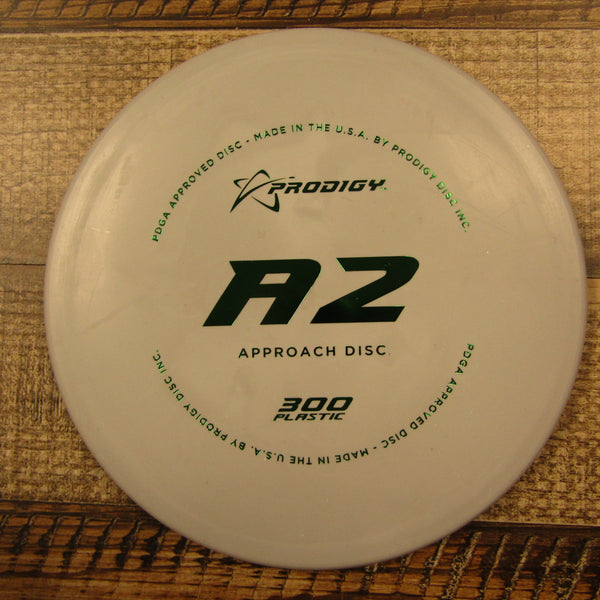 PDGA APPROVED DISC - MADE IN THE U.S.A. BY PRODIGY DISC INC.
PRODIGY
A2
APPROACH DISC
300
PLASTIC
PDGA APPROVED DISC - MADE IN THE U.S.A. BY PRODIGY DISC INC.